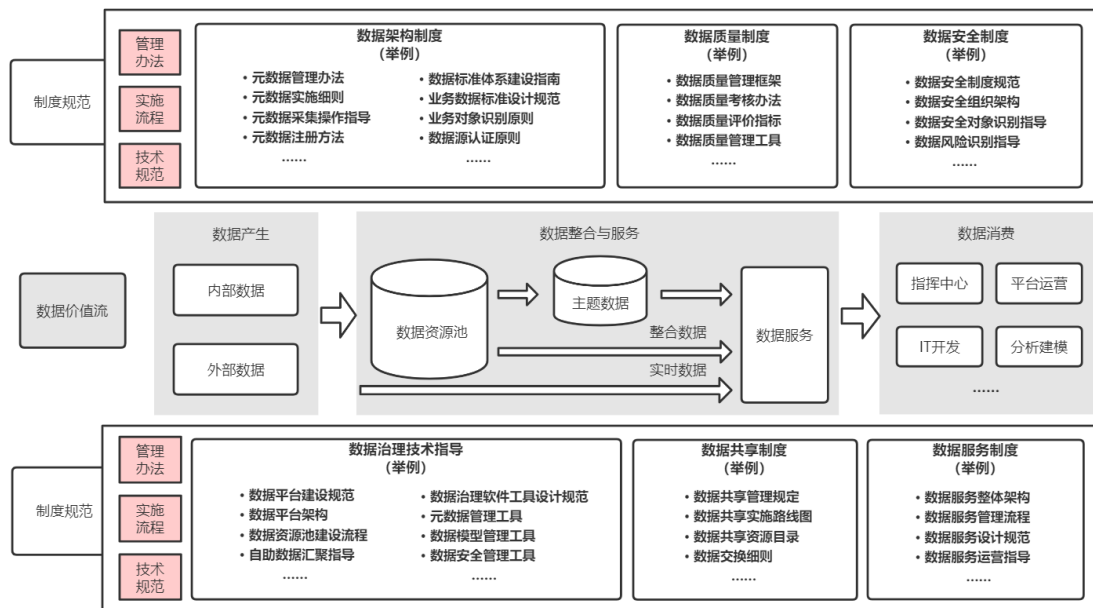 制度规范
管理
办法
实施
流程
技术
规范
数据架构制度
(举例)
• 元数据管理办法
• 元数据实施细则
• 元数据采集操作指导
• 元数据注册方法
......
• 数据标准体系建设指南
• 业务数据标准设计规范
• 业务对象识别原则
• 数据源认证原则
......
数据质量制度
(举例)
• 数据质量管理框架
• 数据质量考核办法
• 数据质量评价指标
• 数据质量管理工具
......
数据安全制度
(举例)
• 数据安全制度规范
• 数据安全组织架构
• 数据安全对象识别指导
• 数据风险识别指导
......
数据价值流
数据产生
内部数据
外部数据
数据整合与服务
数据资源池
主题数据
整合数据
实时数据
数据服务
数据消费
指挥中心
平台运营
IT开发
分析建模
......
制度规范
管理
办法
实施
流程
技术
规范
数据治理技术指导
(举例)
• 数据平台建设规范
• 数据平台架构
• 数据资源池建设流程
• 自助数据汇聚指导
......
• 数据治理软件工具设计规范
• 元数据管理工具
• 数据模型管理工具
• 数据安全管理工具
......
数据共享制度
(举例)
• 数据共享管理规定
• 数据共享实施路线图
• 数据共享资源目录
• 数据交换细则
......
数据服务制度
(举例)
• 数据服务整体架构
• 数据服务管理流程
• 数据服务设计规范
• 数据服务运营指导
......